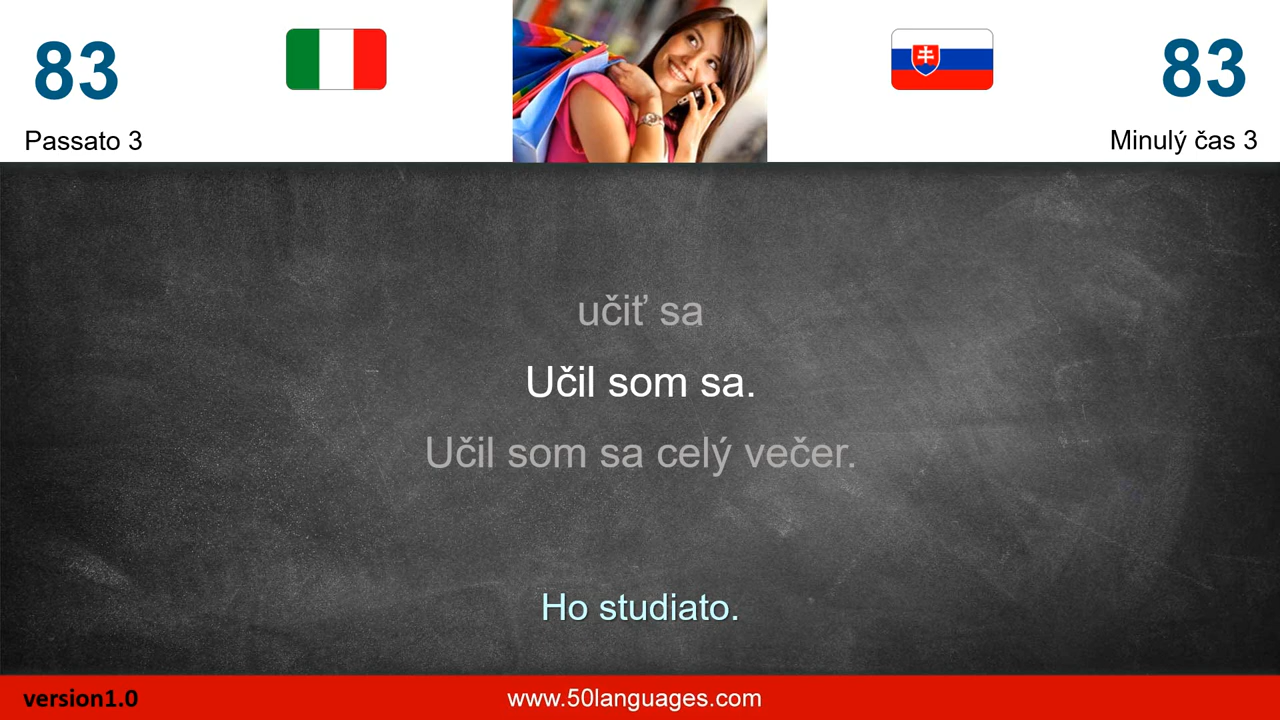 83
83
Passato 3
Minulý čas 3
učiť sa
Učil som sa.
Učil som sa celý večer.
Ho studiato.
version1.0
www.50languages.com